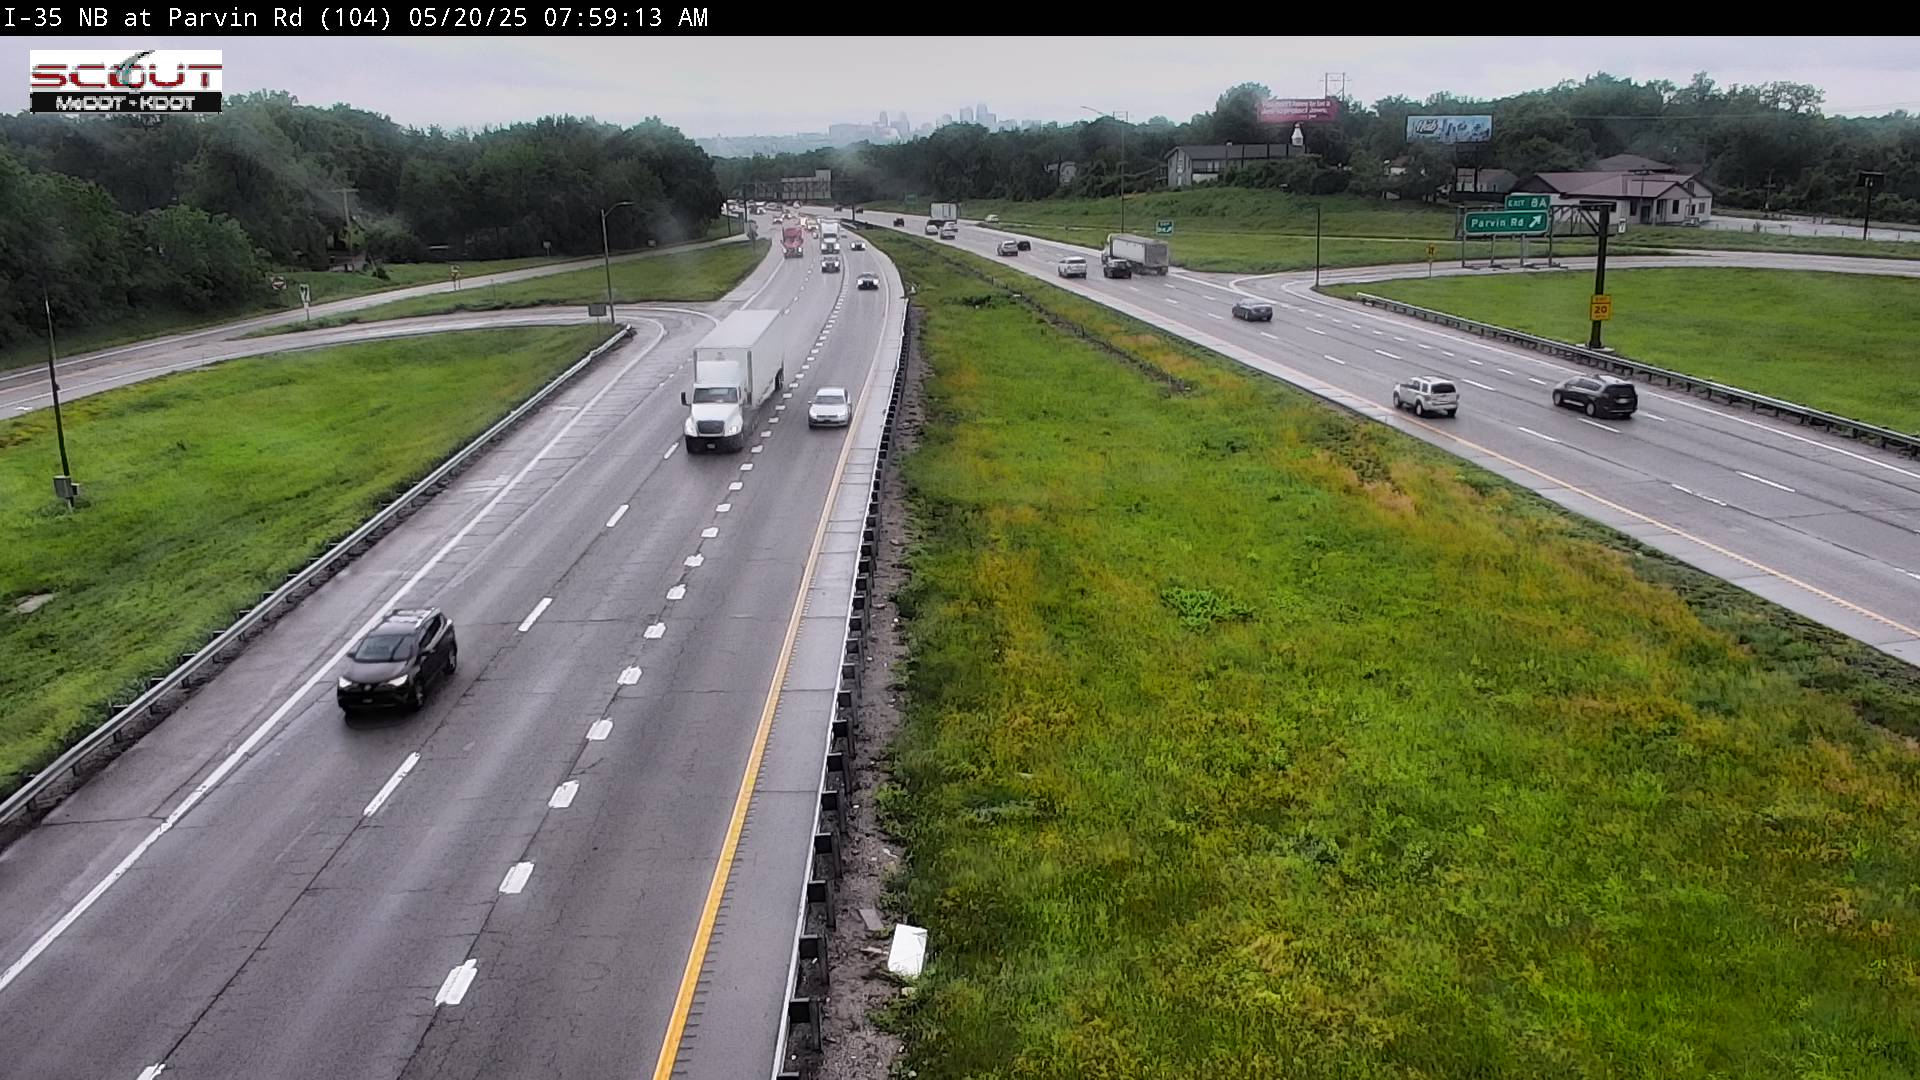 I-35 NB at Parvin Rd (104) 05/20/25 07:59:13 AM
SCOUT
MoDOT - KDOT
EXIT 8A
Parvin Rd
20